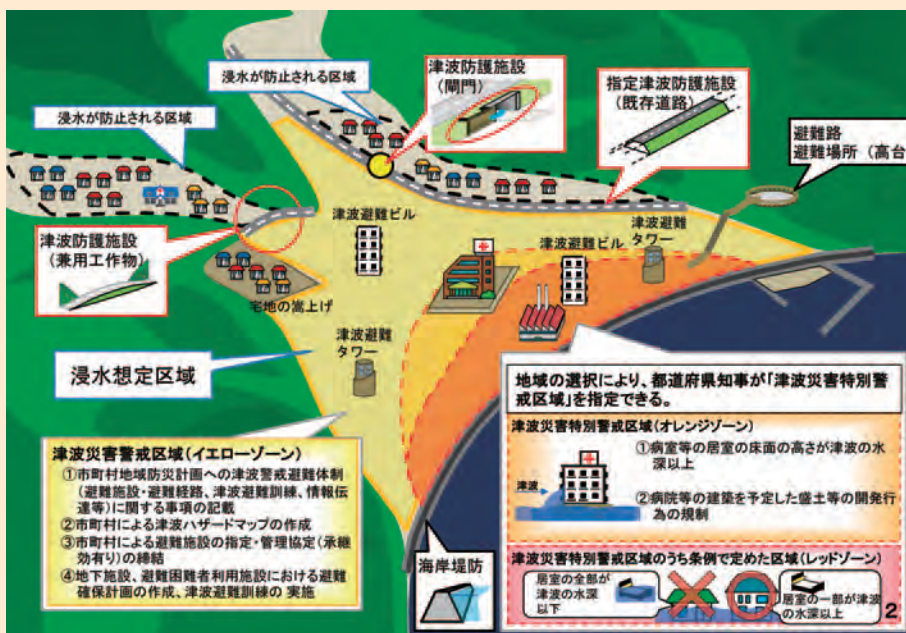 浸水が防止される区域
浸水が防止される区域
津波防護施設
(閘門)
指定津波防護施設
(既存道路)
避難路
避難場所(高台
津波避難ビル
津波避難ビル
津波避難
タワー
津波防護施設
(兼用工作物)
宅地の嵩上げ
津波避難
タワー
浸水想定区域
津波災害警戒区域(イエローゾーン)
①市町村地域防災計画への津波警戒避難体制
(避難施設・避難経路、津波避難訓練、情報伝
達等)に関する事項の記載
②市町村による津波ハザードマップの作成
③市町村による避難施設の指定・管理協定(承継
効有り)の締結
④地下施設、避難困難者利用施設における避難
確保計画の作成、津波避難訓練の 実施
海岸堤防
地域の選択により、都道府県知事が「津波災害特別警
戒区域」を指定できる。
津波災害特別警戒区域(オレンジゾーン)
①病室等の居室の床面の高さが津波の水
深以上
津波
②病院等の建築を予定した盛土等の開発行
為の規制
津波災害特別警戒区域のうち条例で定めた区域(レッドゾーン)
居室の全部が
津波の水深
以下
居室の一部が津波
の水深以上
2